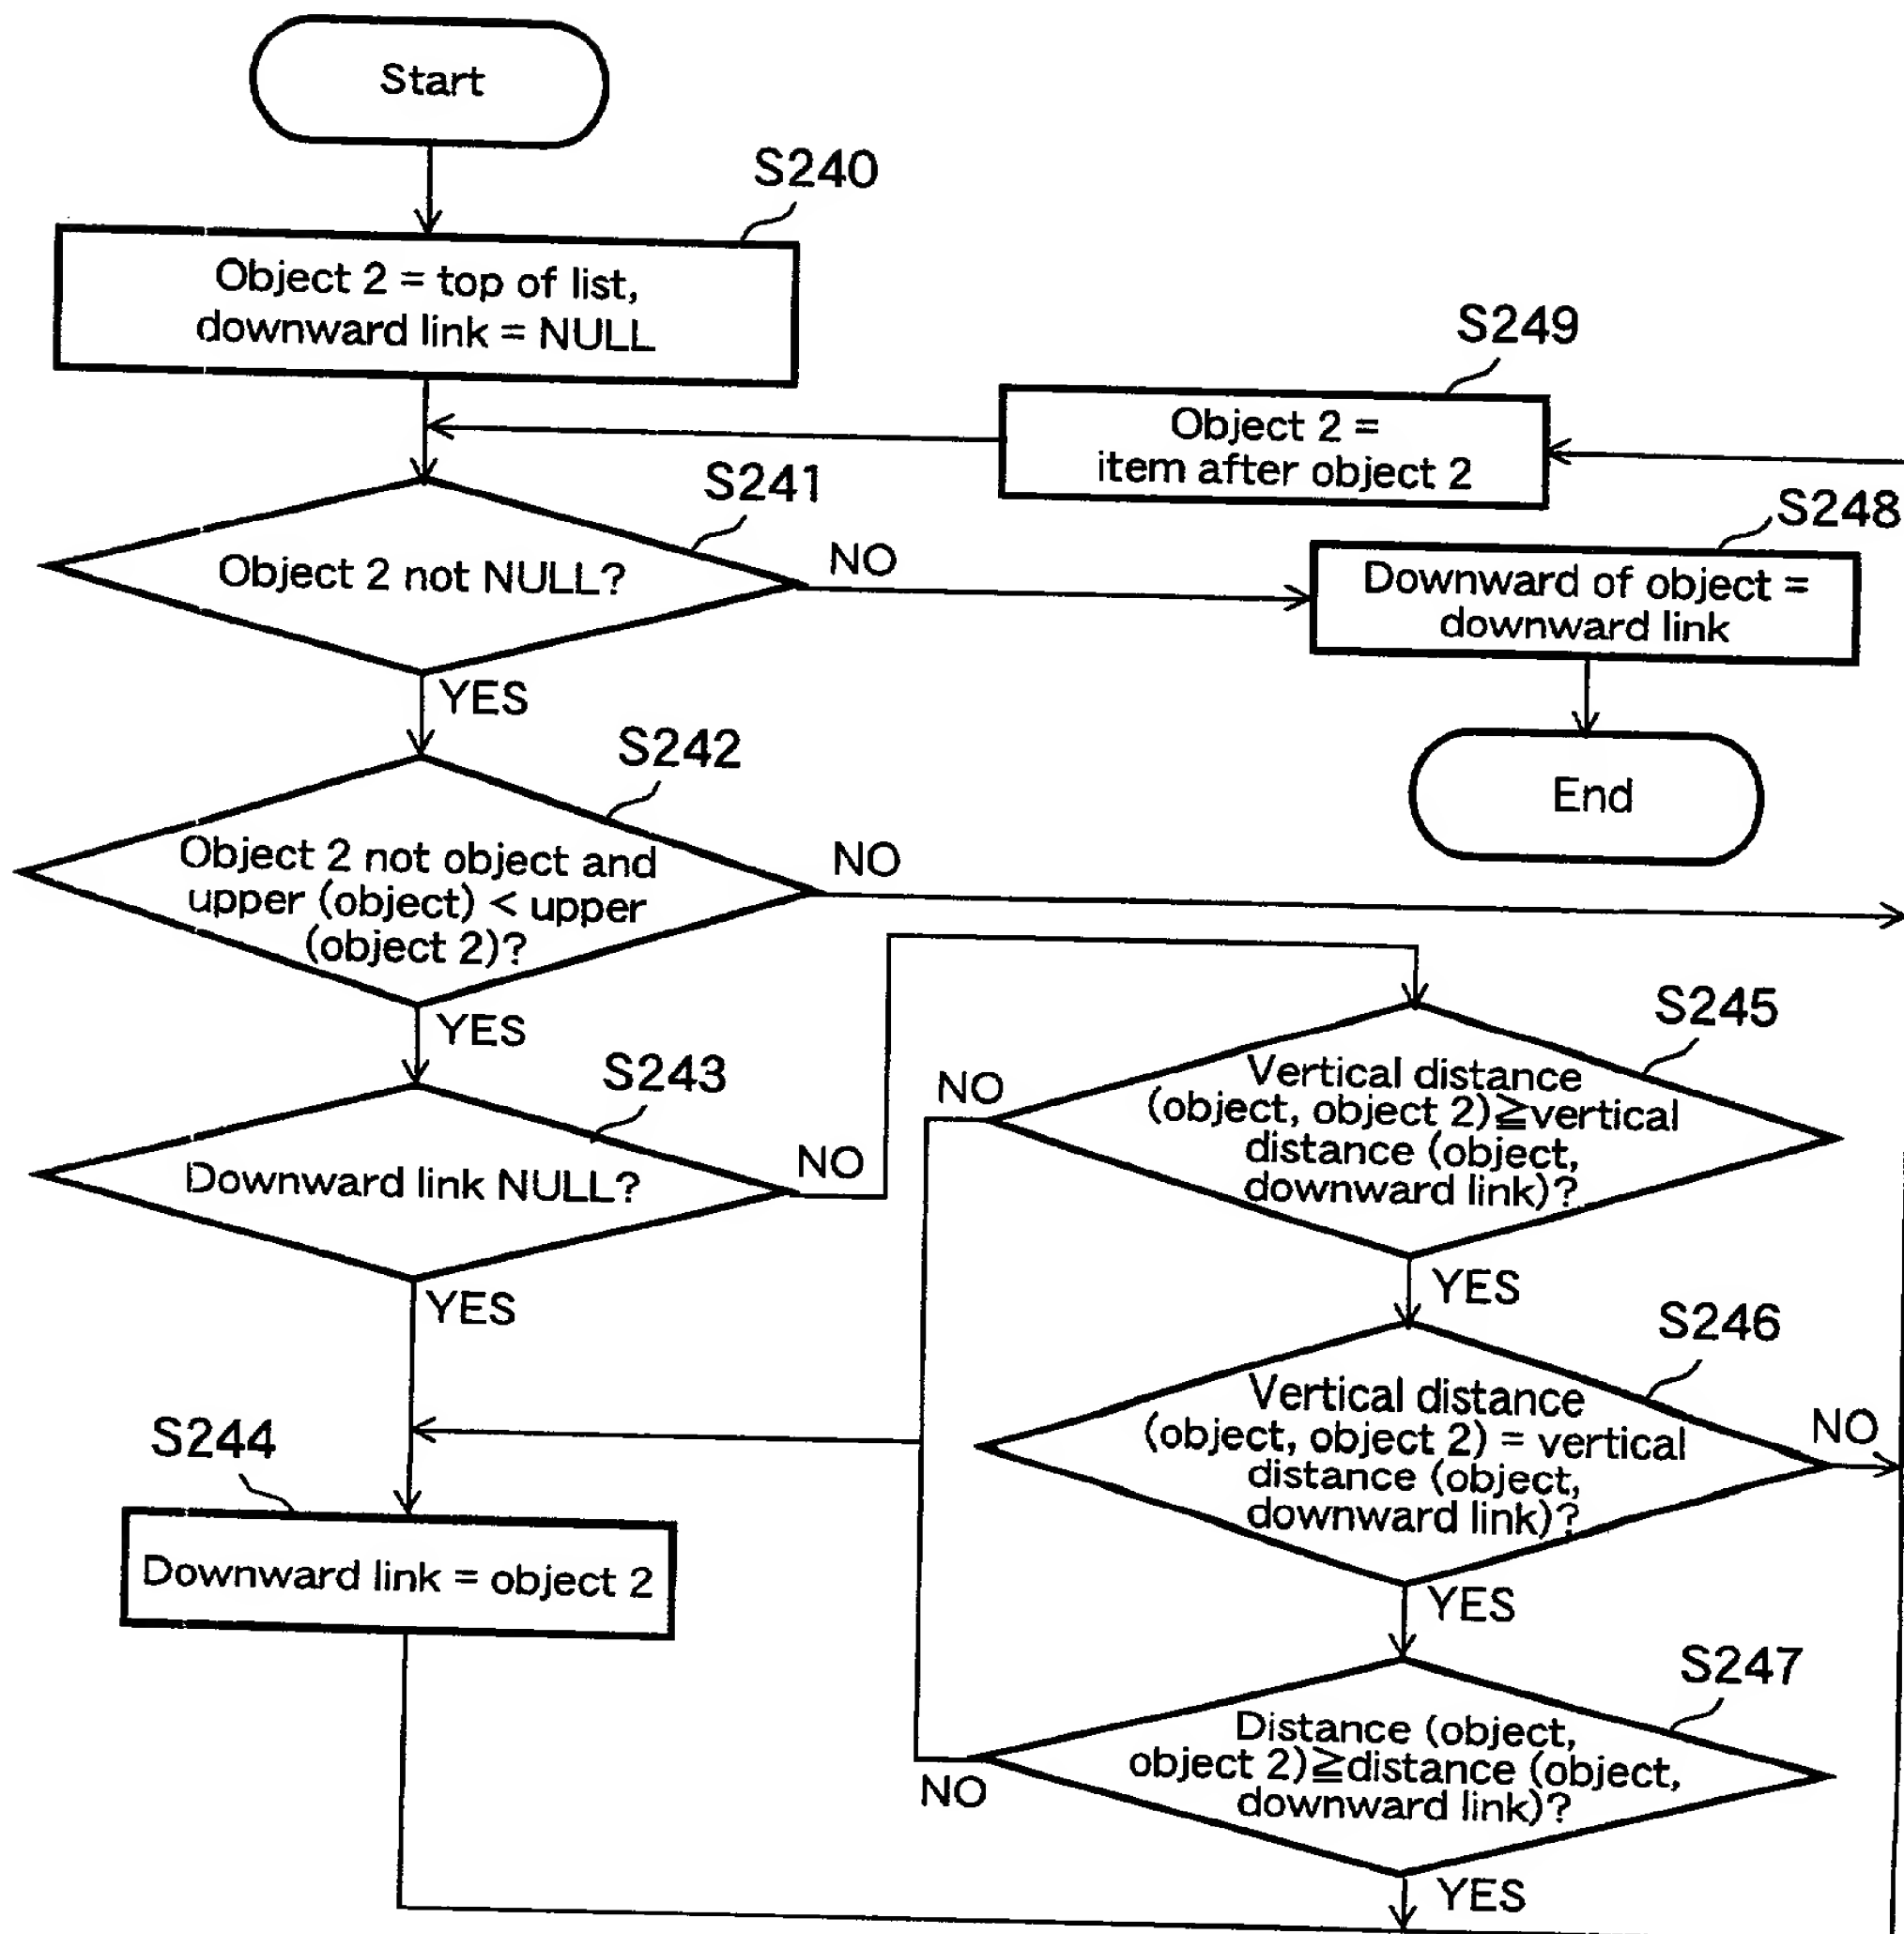 Start
S240
Object 2 = top of list,
downward link = NULL
S249
Object 2 =
item after object 2
S241
Object 2 not NULL?
NO
YES
S248
Downward of object =
downward link
End
S242
Object 2 not object and
upper (object) < upper
(object 2)?
NO
YES
S243
Downward link NULL?
NO
YES
S245
Vertical distance
(object, object 2)≧vertical
distance (object,
downward link)?
NO
YES
S246
Vertical distance
(object, object 2) = vertical
distance (object,
downward link)?
NO
YES
S244
Downward link = object 2
S247
Distance (object,
object 2)≧distance (object,
downward link)?
NO
YES